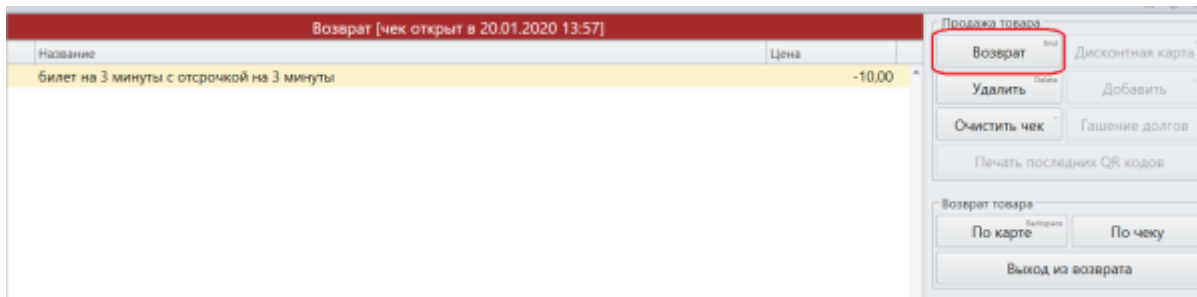 Возврат [чек открыт в 20.01.2020 13:57]
Название Цена
билет на 3 минуты с отсрочкой на 3 минуты -10,00
Продажа товара
Возврат End Дисконтная карта
Удалить Delete Добавить
Очистить чек Гашение долгов
Печать последних QR кодов
Возврат товара
По карте Backspace По чеку
Выход из возврата